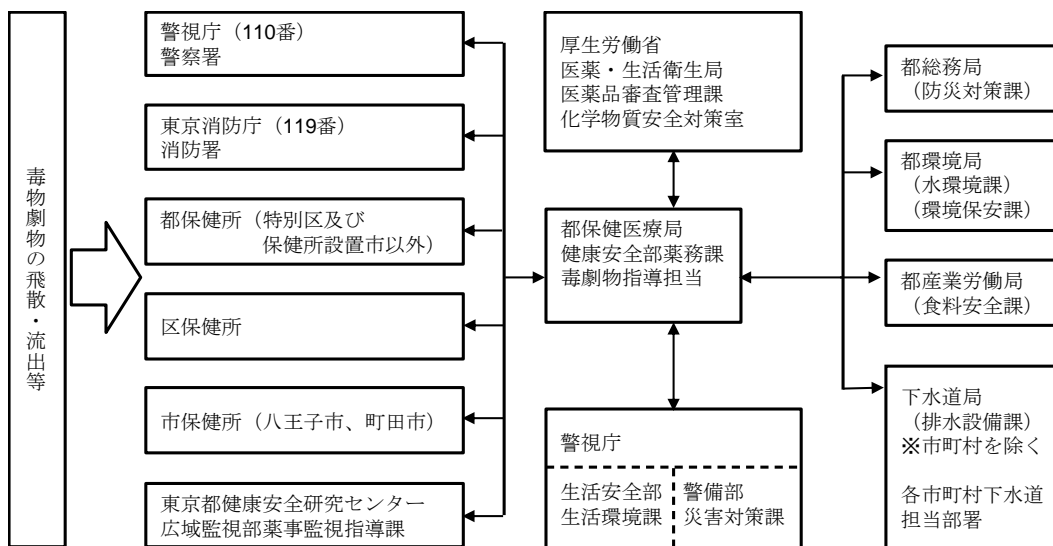 毒物劇物の飛散・流出等
警視庁（110番）
警察署
東京消防庁（119番）
消防署
都保健所（特別区及び
保健所設置市以外）
区保健所
市保健所（八王子市、町田市）
東京都健康安全研究センター
広域監視部薬事監視指導課
厚生労働省
医薬・生活衛生局
医薬品審査管理課
化学物質安全対策室
都保健医療局
健康安全部薬務課
毒劇物指導担当
警視庁
生活安全部
生活環境課
警備部
災害対策課
都総務局
（防災対策課）
都環境局
（水環境課）
（環境保安課）
都産業労働局
（食料安全課）
下水道局
（排水設備課）
※市町村を除く
各市町村下水道
担当部署